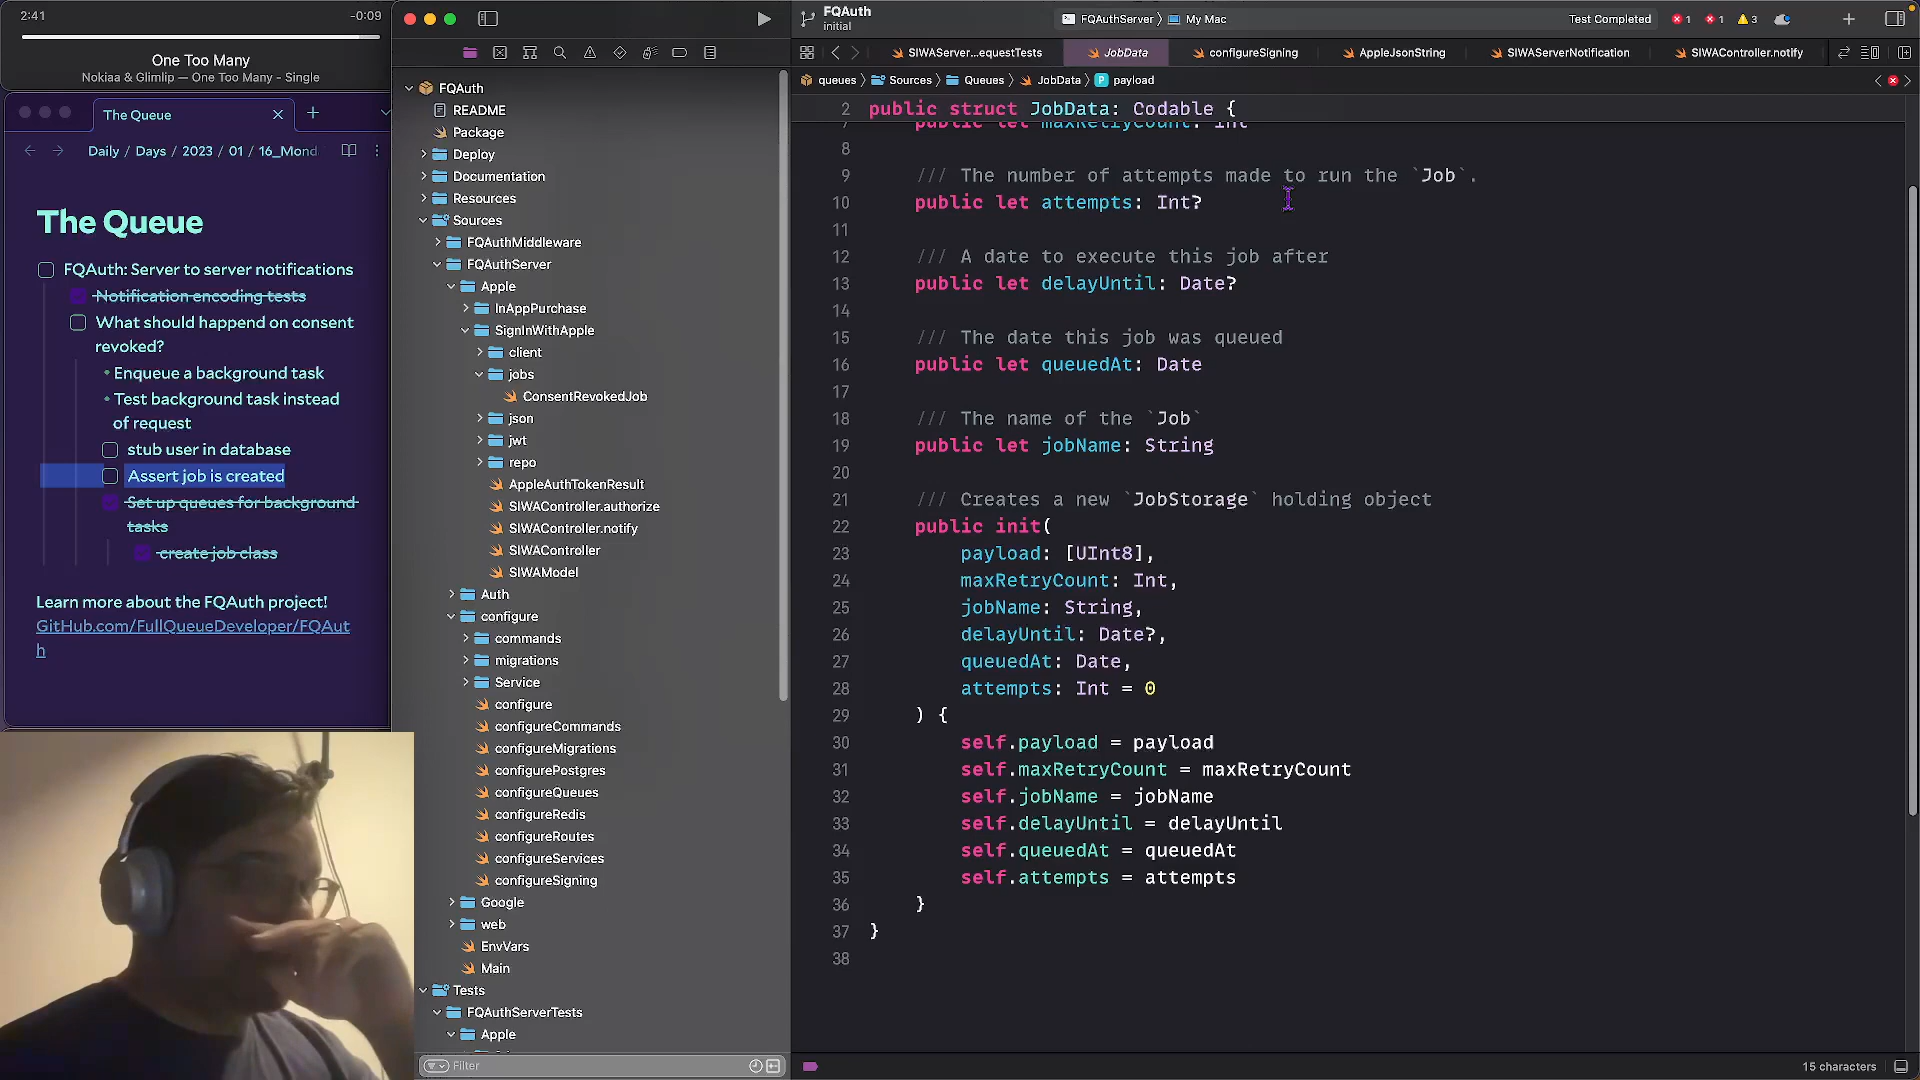 2:41
-0:09
One Too Many
Nokiaa & Glimlip — One Too Many - Single
The Queue
Daily / Days / 2023 / 01 / 16_Mond
The Queue
FQAuth: Server to server notifications
Notification encoding tests
What should happend on consent
revoked?
• Enqueue a background task
• Test background task instead
of request
stub user in database
Assert job is created
Set up queues for background
tasks
create job class
Learn more about the FQAuth project!
GitHub.com/FullQueueDeveloper/FQAut
h
FQAuth
README
Package
Deploy
Documentation
Resources
Sources
FQAuthMiddleware
FQAuthServer
Apple
InAppPurchase
SignInWithApple
client
jobs
ConsentRevokedJob
json
jwt
repo
AppleAuthTokenResult
SIWAController.authorize
SIWAController.notify
SIWAController
SIWAModel
Auth
configure
commands
migrations
Service
configure
configureCommands
configureMigrations
configurePostgres
configureQueues
configureRedis
configureRoutes
configureServices
configureSigning
Google
web
EnvVars
Main
Tests
FQAuthServerTests
Apple
Filter
FQAuth
initial
FQAuthServer
My Mac
Test Completed
1
1
3
SIWAServer...equestTests
JobData
configureSigning
AppleJsonString
SIWAServerNotification
SIWAController.notify
queues
Sources
Queues
JobData
P payload
2 public struct JobData: Codable {
7 public let maxRetryCount: Int
8
9 /// The number of attempts made to run the `Job`.
10 public let attempts: Int?
11
12 /// A date to execute this job after
13 public let delayUntil: Date?
14
15 /// The date this job was queued
16 public let queuedAt: Date
17
18 /// The name of the `Job`
19 public let jobName: String
20
21 /// Creates a new `JobStorage` holding object
22 public init(
23 payload: [UInt8],
24 maxRetryCount: Int,
25 jobName: String,
26 delayUntil: Date?,
27 queuedAt: Date,
28 attempts: Int = 0
29 ) {
30 self.payload = payload
31 self.maxRetryCount = maxRetryCount
32 self.jobName = jobName
33 self.delayUntil = delayUntil
34 self.queuedAt = queuedAt
35 self.attempts = attempts
36 }
37 }
38
15 characters